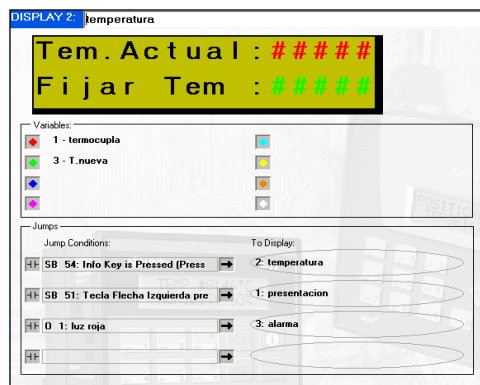 DISPLAY 2: temperatura
Tem.Actual:#####
Fijar Tem :#####
Variables:
1 - termocupla
3 - T.nueva
Jumps
Jump Conditions: To Display:
SB 54: Info Key is Pressed (Press 2: temperatura
SB 51: Tecla Flecha Izquierda pre 1: presentacion
O 1: luz roja 3: alarma